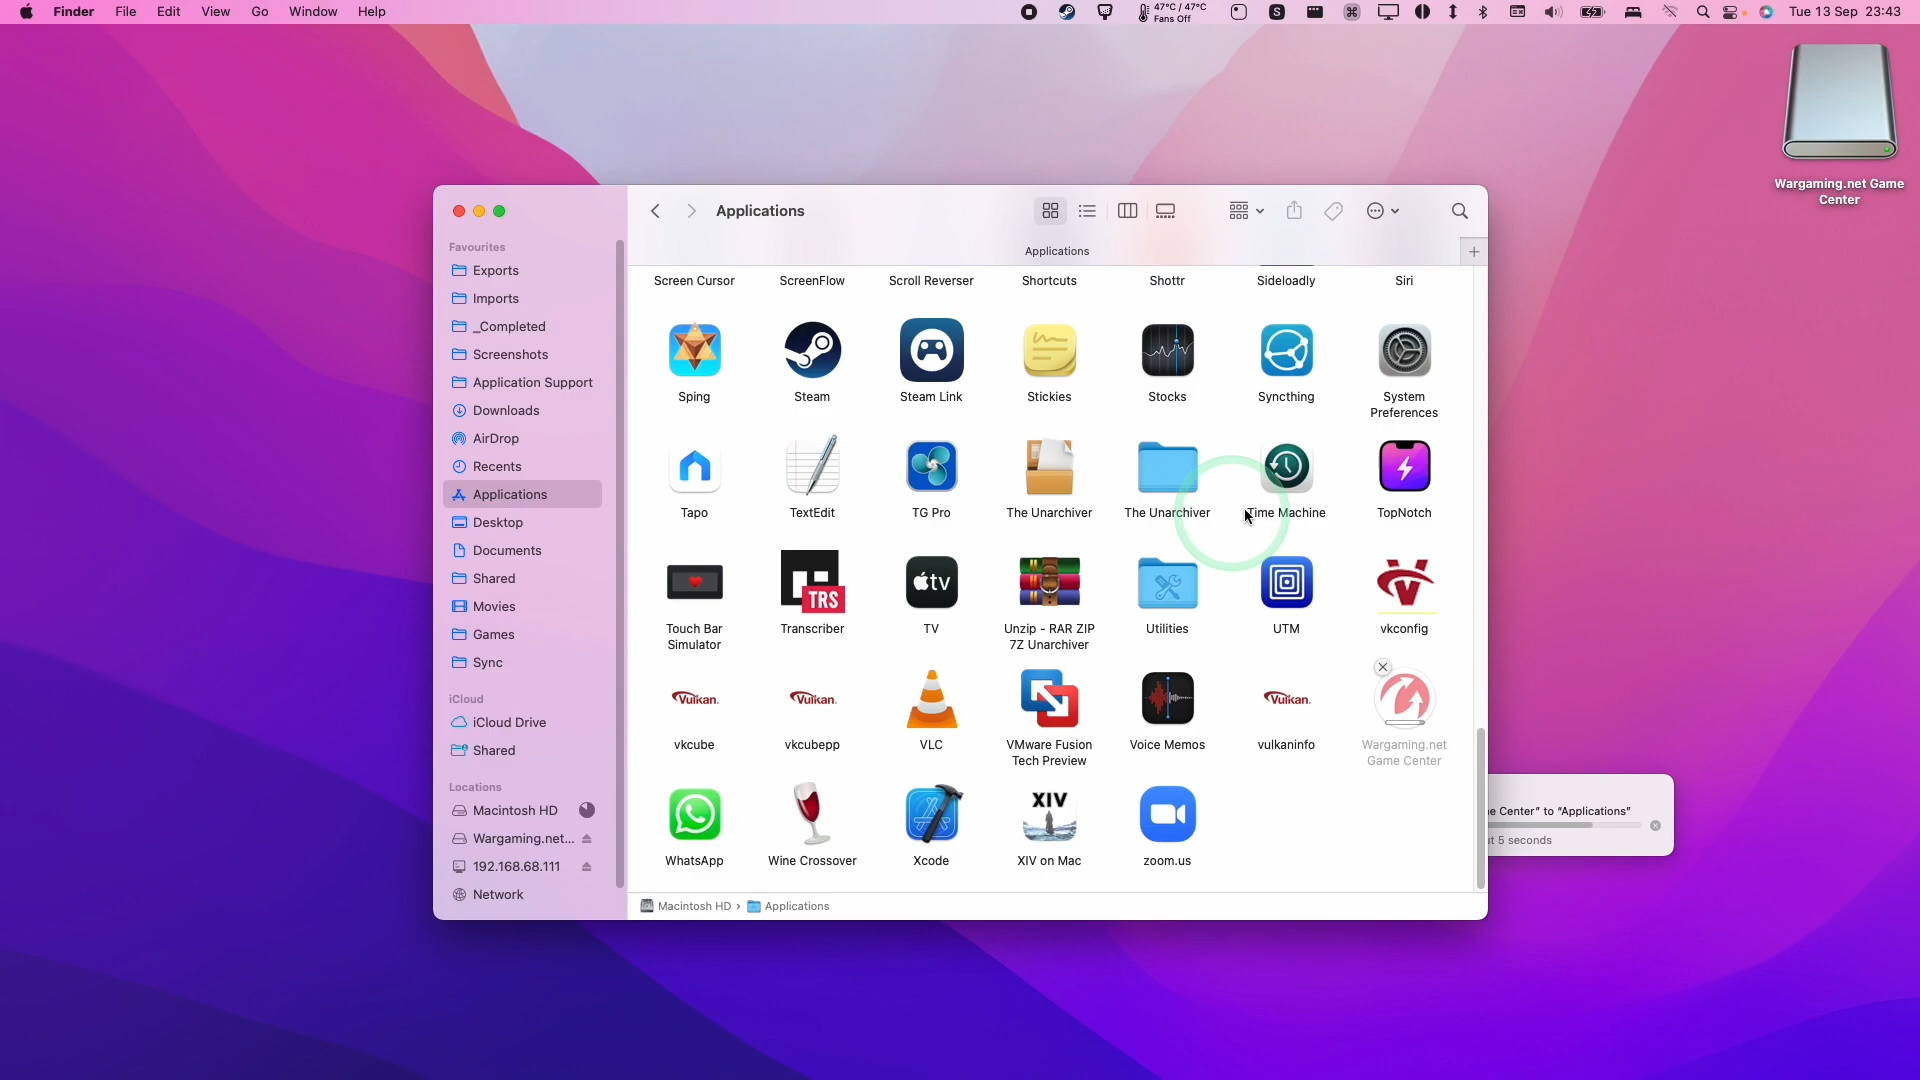 Finder File Edit View Go Window Help
47°C / 47°C
Fans Off
Tue 13 Sep 23:43
Wargaming.net Game
Center
Applications
Applications
Favourites
Exports
Imports
_Completed
Screenshots
Application Support
Downloads
AirDrop
Recents
Applications
Desktop
Documents
Shared
Movies
Games
Sync
iCloud
iCloud Drive
Shared
Locations
Macintosh HD
Wargaming.net...
192.168.68.111
Network
Screen Cursor ScreenFlow Scroll Reverser Shortcuts Shottr Sideloadly Siri
Sping Steam Steam Link Stickies Stocks Syncthing System
Preferences
Tapo TextEdit TG Pro The Unarchiver The Unarchiver Time Machine TopNotch
TRS
tv
Touch Bar
Simulator
Transcriber TV Unzip - RAR ZIP
7Z Unarchiver
Utilities UTM vkconfig
Vulkan. Vulkan. Vulkan.
vkcube vkcubepp VLC VMware Fusion
Tech Preview
Voice Memos vulkaninfo Wargaming.net
Game Center
XIV
WhatsApp Wine Crossover Xcode XIV on Mac zoom.us
Macintosh HD › Applications
e Center” to “Applications”
t 5 seconds